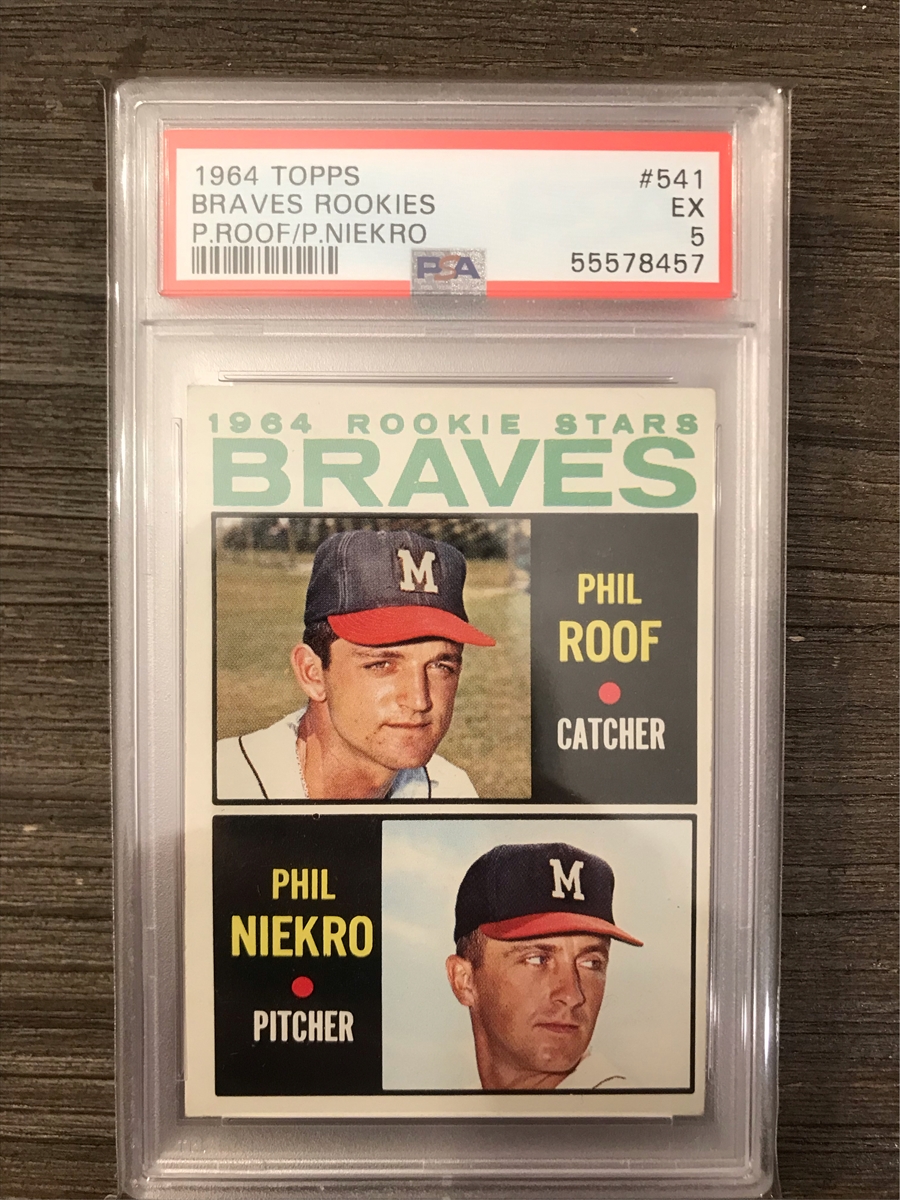 1964 TOPPS #541
BRAVES ROOKIES EX
P.ROOF/P.NIEKRO 5
PSA 55578457
1964 ROOKIE STARS
BRAVES
M
PHIL
ROOF
CATCHER
PHIL
NIEKRO
PITCHER
M